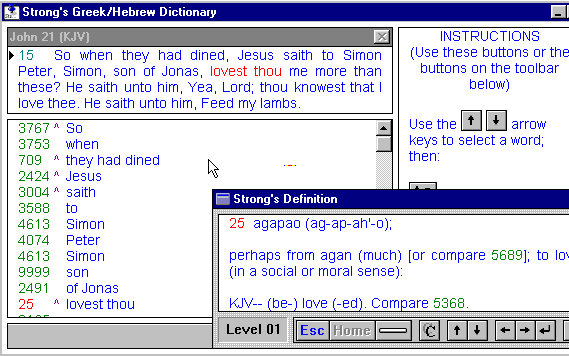 Strong's Greek/Hebrew Dictionary
John 21 (KJV)
15 So when they had dined, Jesus saith to Simon
Peter, Simon, son of Jonas, lovest thou me more than
these? He saith unto him, Yea, Lord; thou knowest that I
love thee. He saith unto him, Feed my lambs.
3767 ^ So
3753 when
709 ^ they had dined
2424 ^ Jesus
3004 ^ saith
3588 to
4613 Simon
4074 Peter
4613 Simon
9999 son
2491 of Jonas
25 ^ lovest thou
INSTRUCTIONS
(Use these buttons or the
buttons on the toolbar
below)
Use the ↑ ↓ arrow
keys to select a word;
then:
Strong's Definition
25 agapao (ag-ap-ah'-o);
perhaps from agan (much) [or compare 5689]; to lov
(in a social or moral sense):
KJV-- (be-) love (-ed). Compare 5368.
Level 01 Esc Home C ↑ ↓ ← → ↵